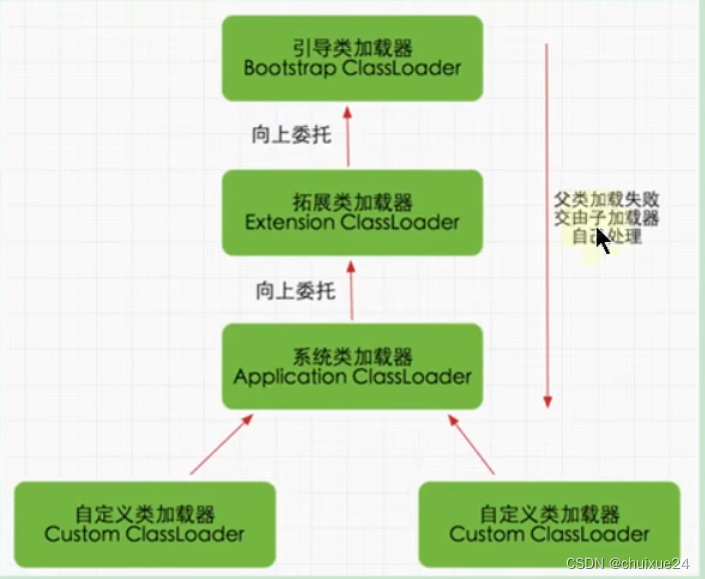 引导类加载器
Bootstrap ClassLoader
向上委托
拓展类加载器
Extension ClassLoader
父类加载失败
交由子加载器
自己处理
向上委托
系统类加载器
Application ClassLoader
自定义类加载器
Custom ClassLoader
自定义类加载器
Custom ClassLoader
CSDN @chuixue24